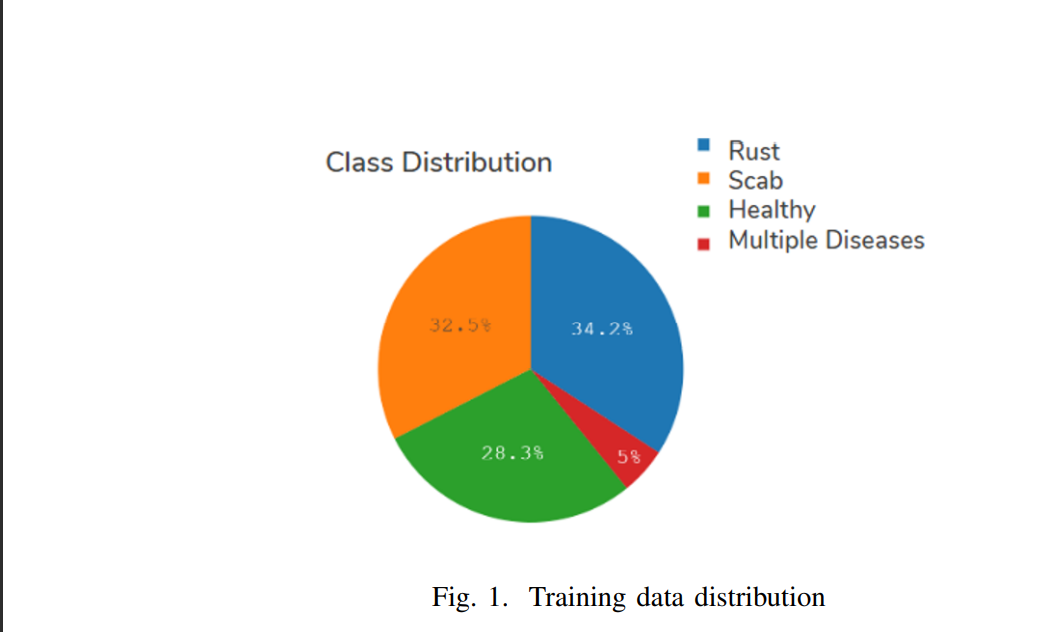 Class Distribution
Rust
Scab
Healthy
Multiple Diseases
32.5%
34.2%
28.3%
5%
Fig. 1. Training data distribution